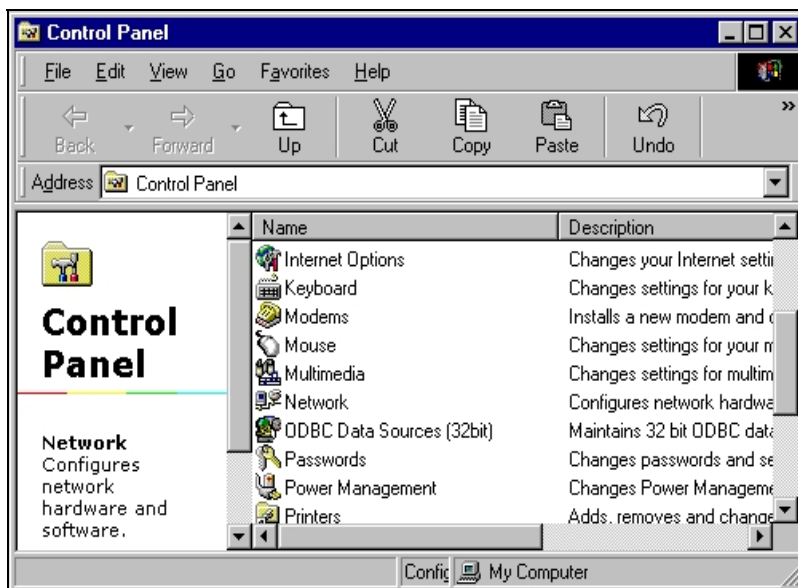 Control Panel
File Edit View Go Favorites Help
Back Forward Up Cut Copy Paste Undo »
Address Control Panel
Name Description
Internet Options Changes your Internet setti
Keyboard Changes settings for your k
Modems Installs a new modem and
Mouse Changes settings for your
Multimedia Changes settings for multim
Network Configures network hardwa
ODBC Data Sources (32bit) Maintains 32 bit ODBC data
Passwords Changes passwords and se
Power Management Changes Power Manageme
Printers Adds, removes and change
Control
Panel
Network
Configures
network
hardware and
software.
Config My Computer